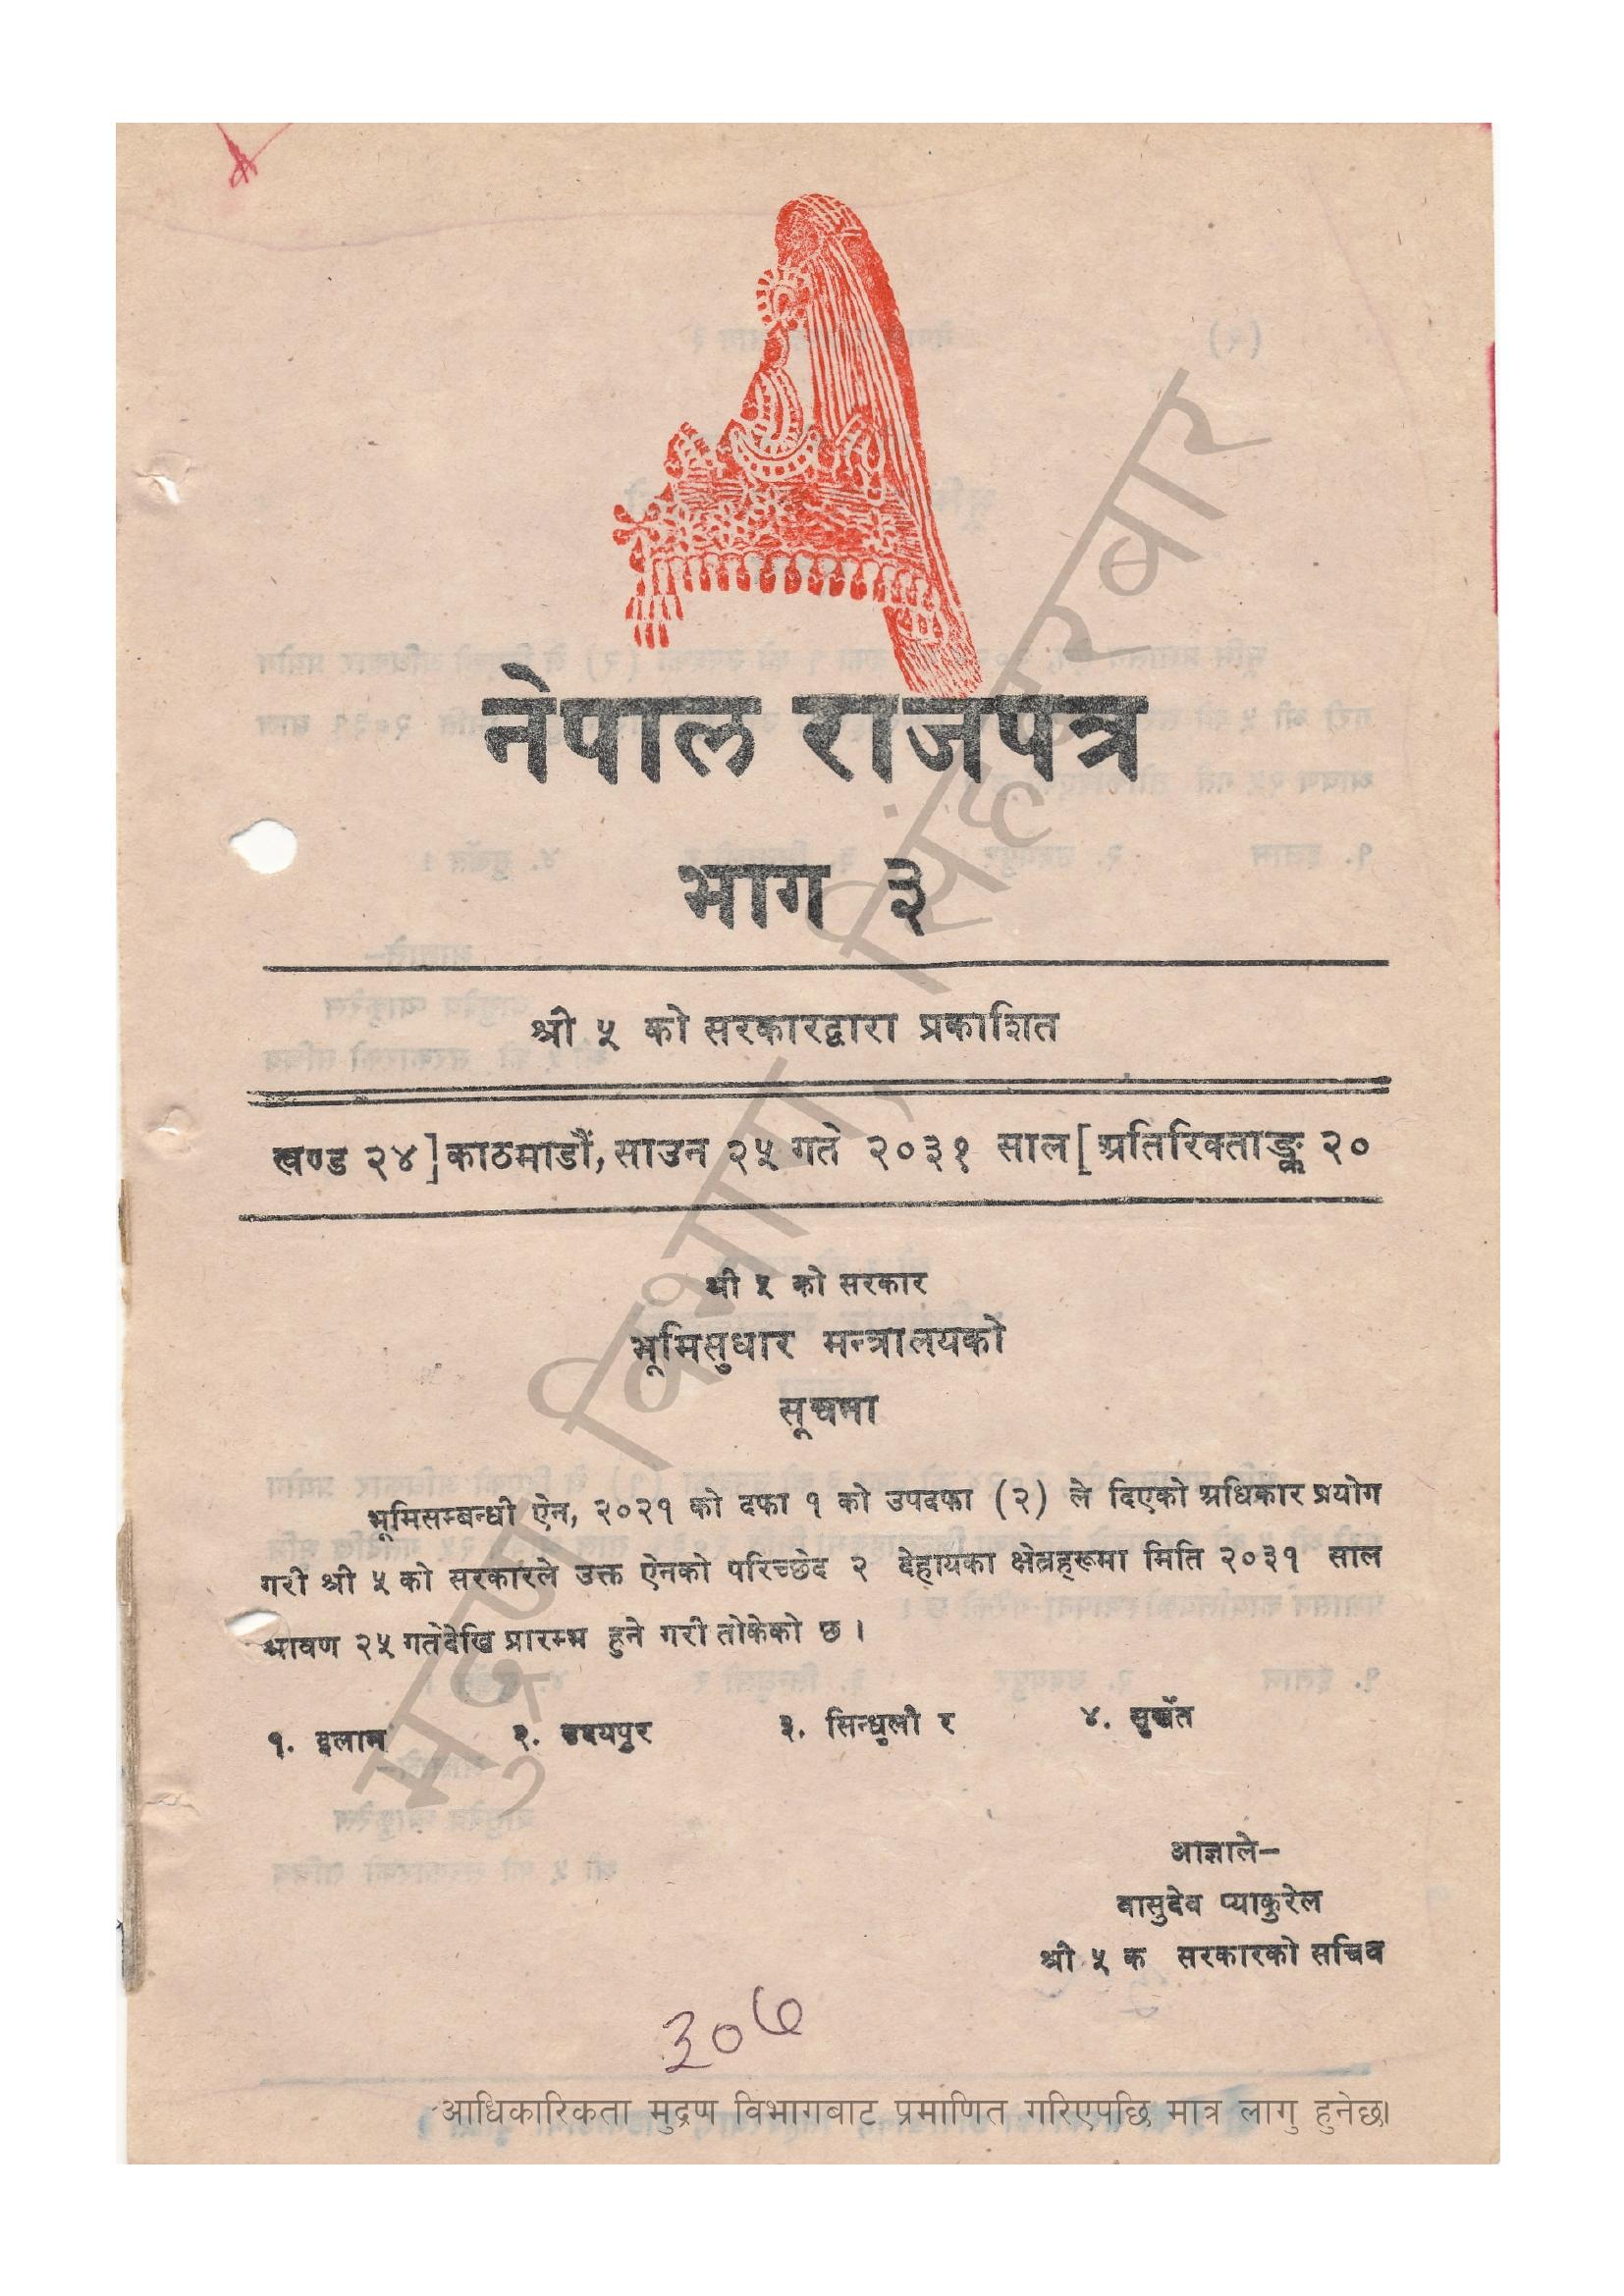 नेपाल राजपत्र
भाग ३
श्री ५ को सरकारद्वारा प्रकाशित
खण्ड २४] काठमाडौं, साउन २५ गते २०३१ साल [अतिरिक्ताङ्क २०
श्री ५ को सरकार
भूमिसुधार मन्त्रालयको
सूचना
भूमिसम्बन्धी ऐन, २०२१ को दफा १ को उपदफा (२) ले दिएको अधिकार प्रयोग
गरी श्री ५ को सरकारले उक्त ऐनको परिच्छेद २ देहायका क्षेत्रहरूमा मिति २०३१ साल
श्रावण २५ गतेदेखि प्रारम्भ हुने गरी तोकेको छ ।
१. इलाम २. उदयपुर ३. सिन्धुली र ४. सुर्खेत
आज्ञाले–
वासुदेव प्याकुरेल
श्री ५ क सरकारको सचिव
३०७
आधिकारिकता मुद्रण विभागबाट प्रमाणित गरिएपछि मात्र लागु हुनेछ।
मुद्रण विभाग, सिंहदरवार